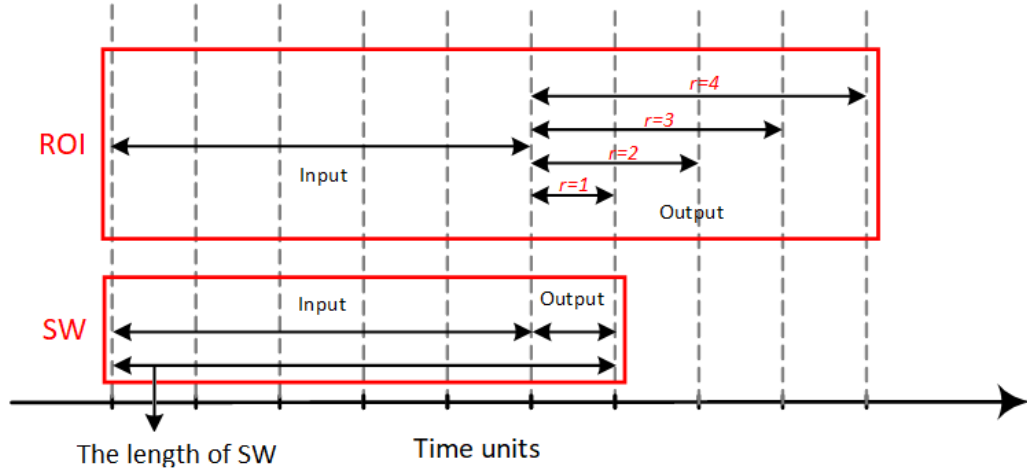 r=4
r=3
ROI
r=2
Input
r=1
Output
Output
Input
SW
The length of SW
Time units